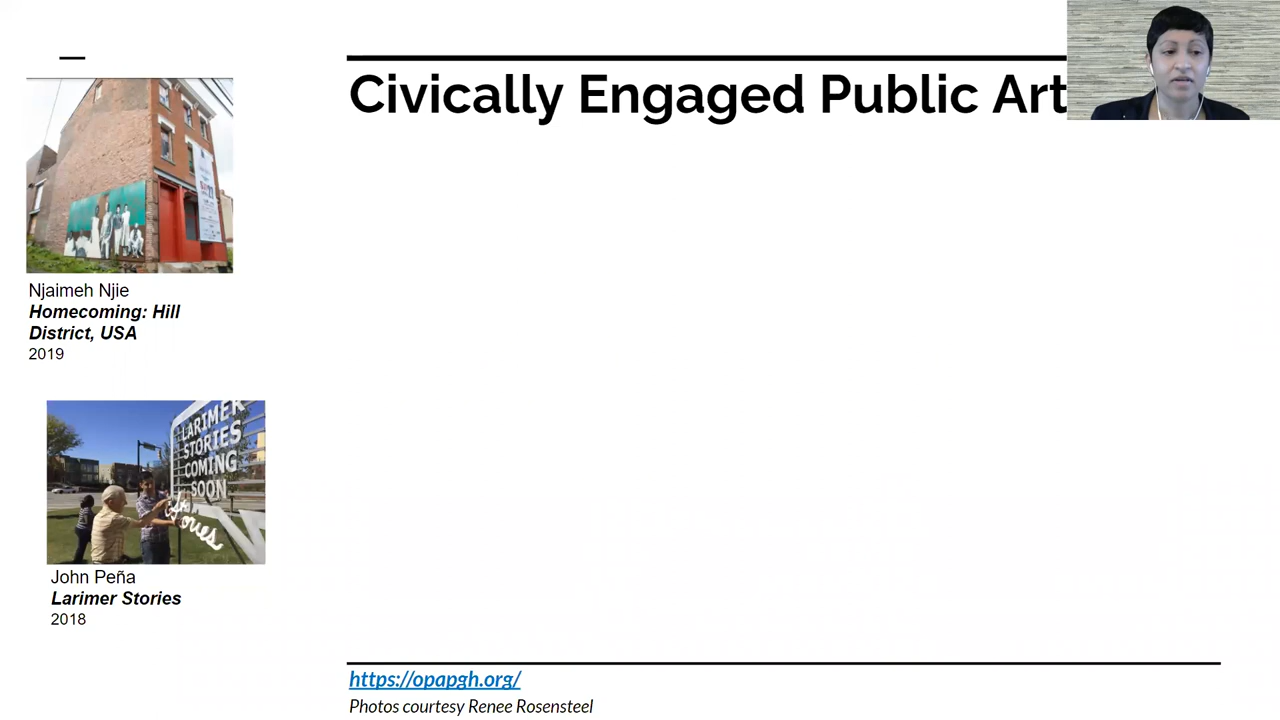 Civically Engaged Public Art
Njaimeh Njie
Homecoming: Hill
District, USA
2019
LARIMER
STORIES
COMING
SOON
Stories
John Peña
Larimer Stories
2018
https://opapgh.org/
Photos courtesy Renee Rosensteel